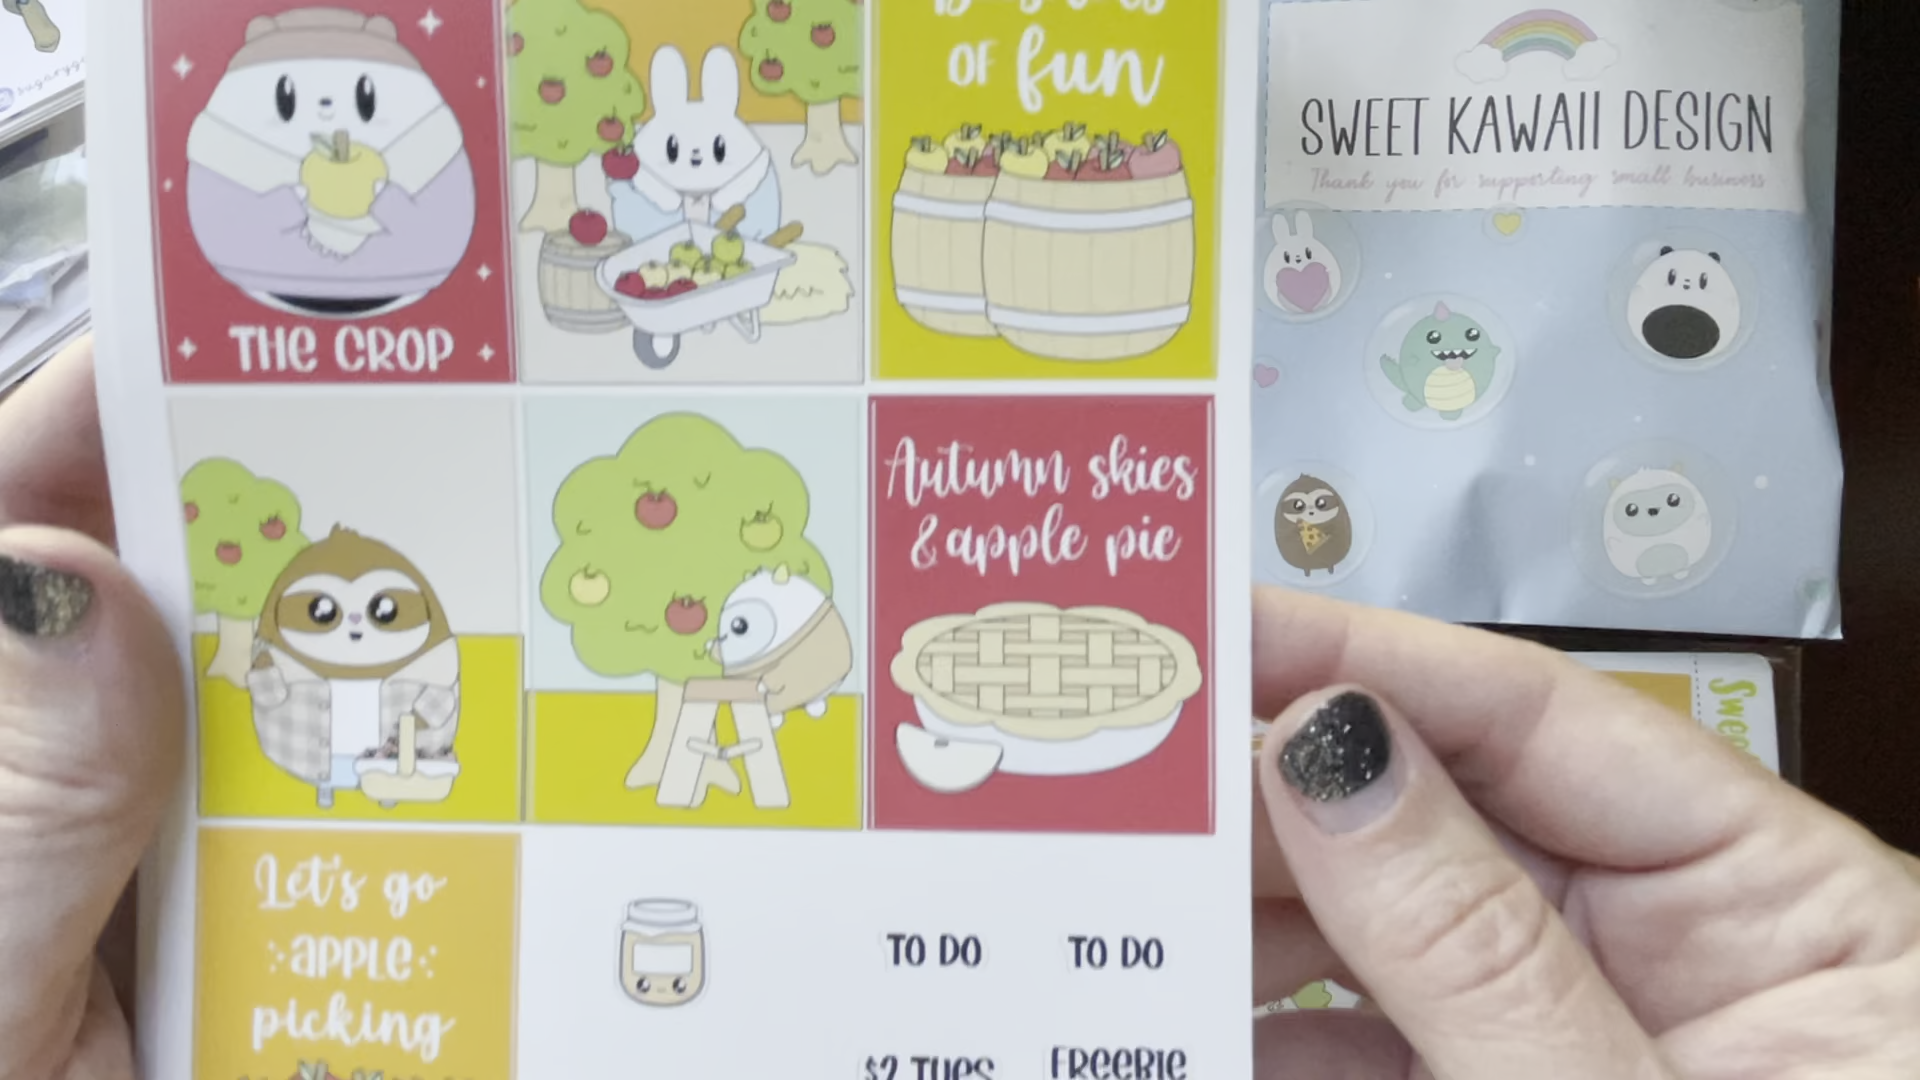 OF fun
THE CROP
Autumn skies
& apple pie
Let's go
APPLE
picking
TO DO
TO DO
$2 TUES
FREEBIE
SWEET KAWAII DESIGN
Thank you for supporting small business